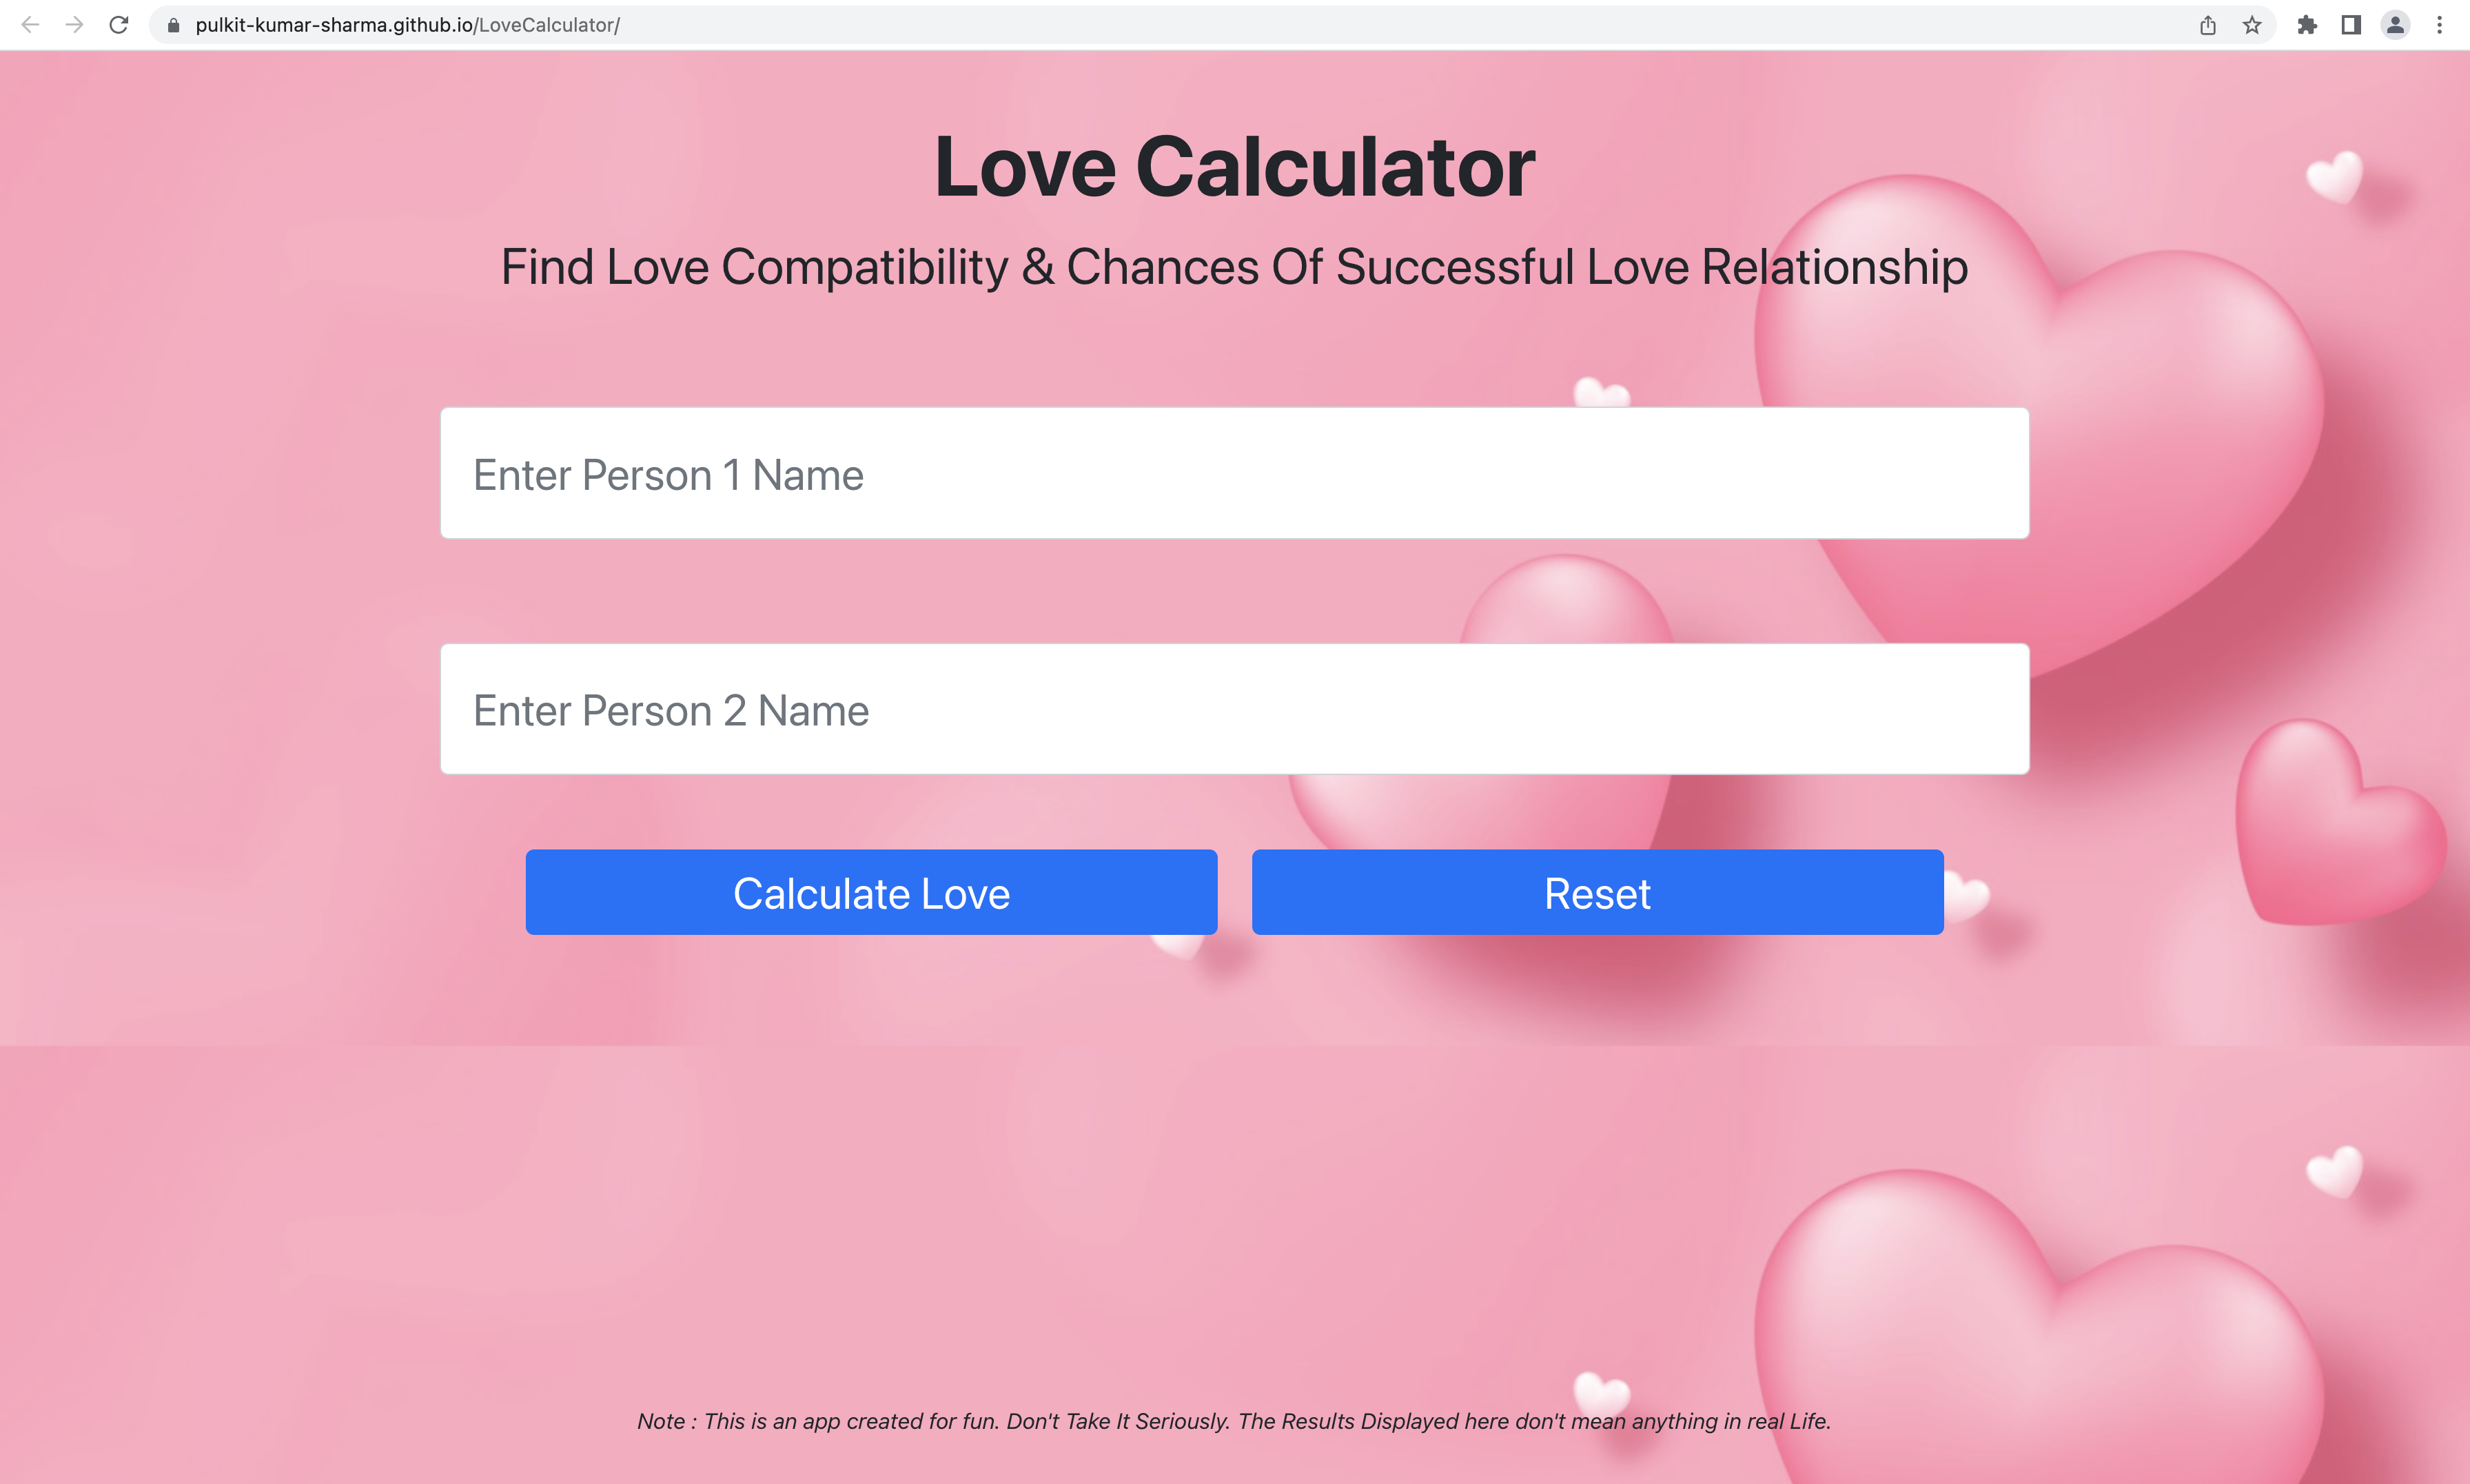 pulkit-kumar-sharma.github.io/LoveCalculator/
Love Calculator
Find Love Compatibility & Chances Of Successful Love Relationship
Enter Person 1 Name
Enter Person 2 Name
Calculate Love
Reset
Note : This is an app created for fun. Don't Take It Seriously. The Results Displayed here don't mean anything in real Life.